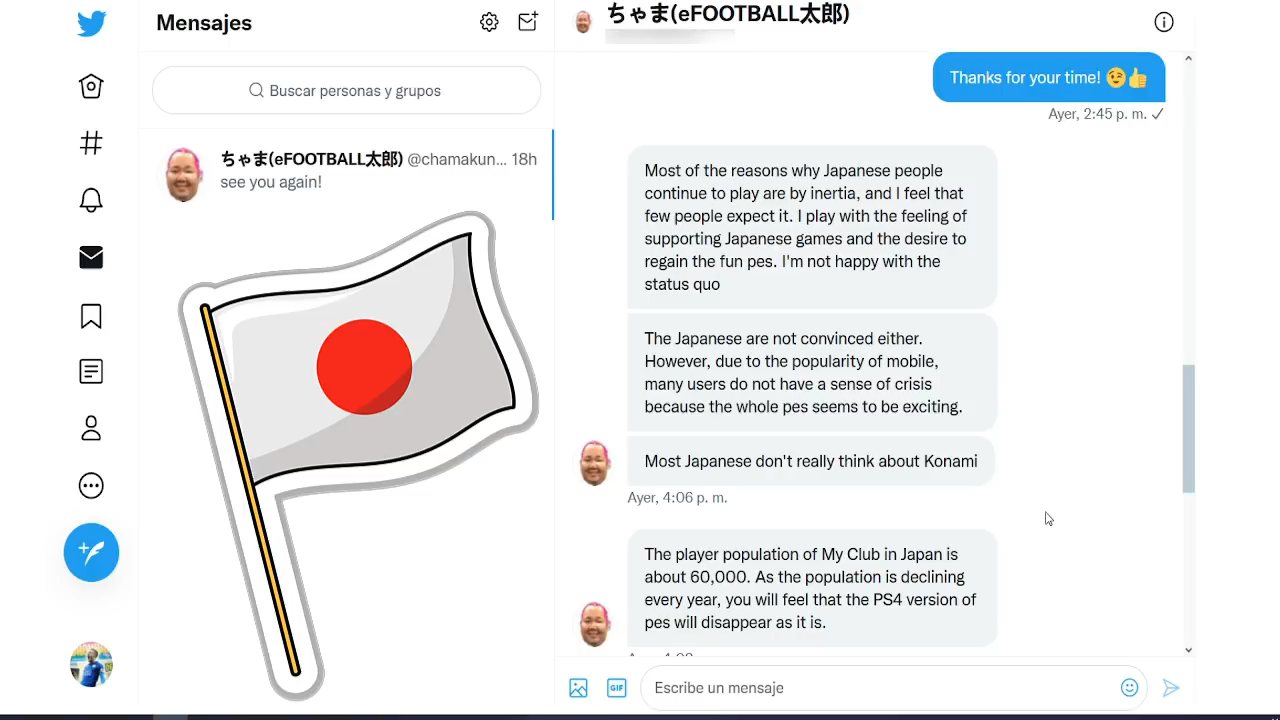 Mensajes
Buscar personas y grupos
ちゃま(eFOOTBALL太郎) @chamakun... 18h
see you again!
ちゃま(eFOOTBALL太郎)
Thanks for your time! 😉👍
Ayer, 2:45 p. m. ✓
Most of the reasons why Japanese people
continue to play are by inertia, and I feel that
few people expect it. I play with the feeling of
supporting Japanese games and the desire to
regain the fun pes. I'm not happy with the
status quo
The Japanese are not convinced either.
However, due to the popularity of mobile,
many users do not have a sense of crisis
because the whole pes seems to be exciting.
Most Japanese don't really think about Konami
Ayer, 4:06 p. m.
The player population of My Club in Japan is
about 60,000. As the population is declining
every year, you will feel that the PS4 version of
pes will disappear as it is.
GIF
Escribe un mensaje